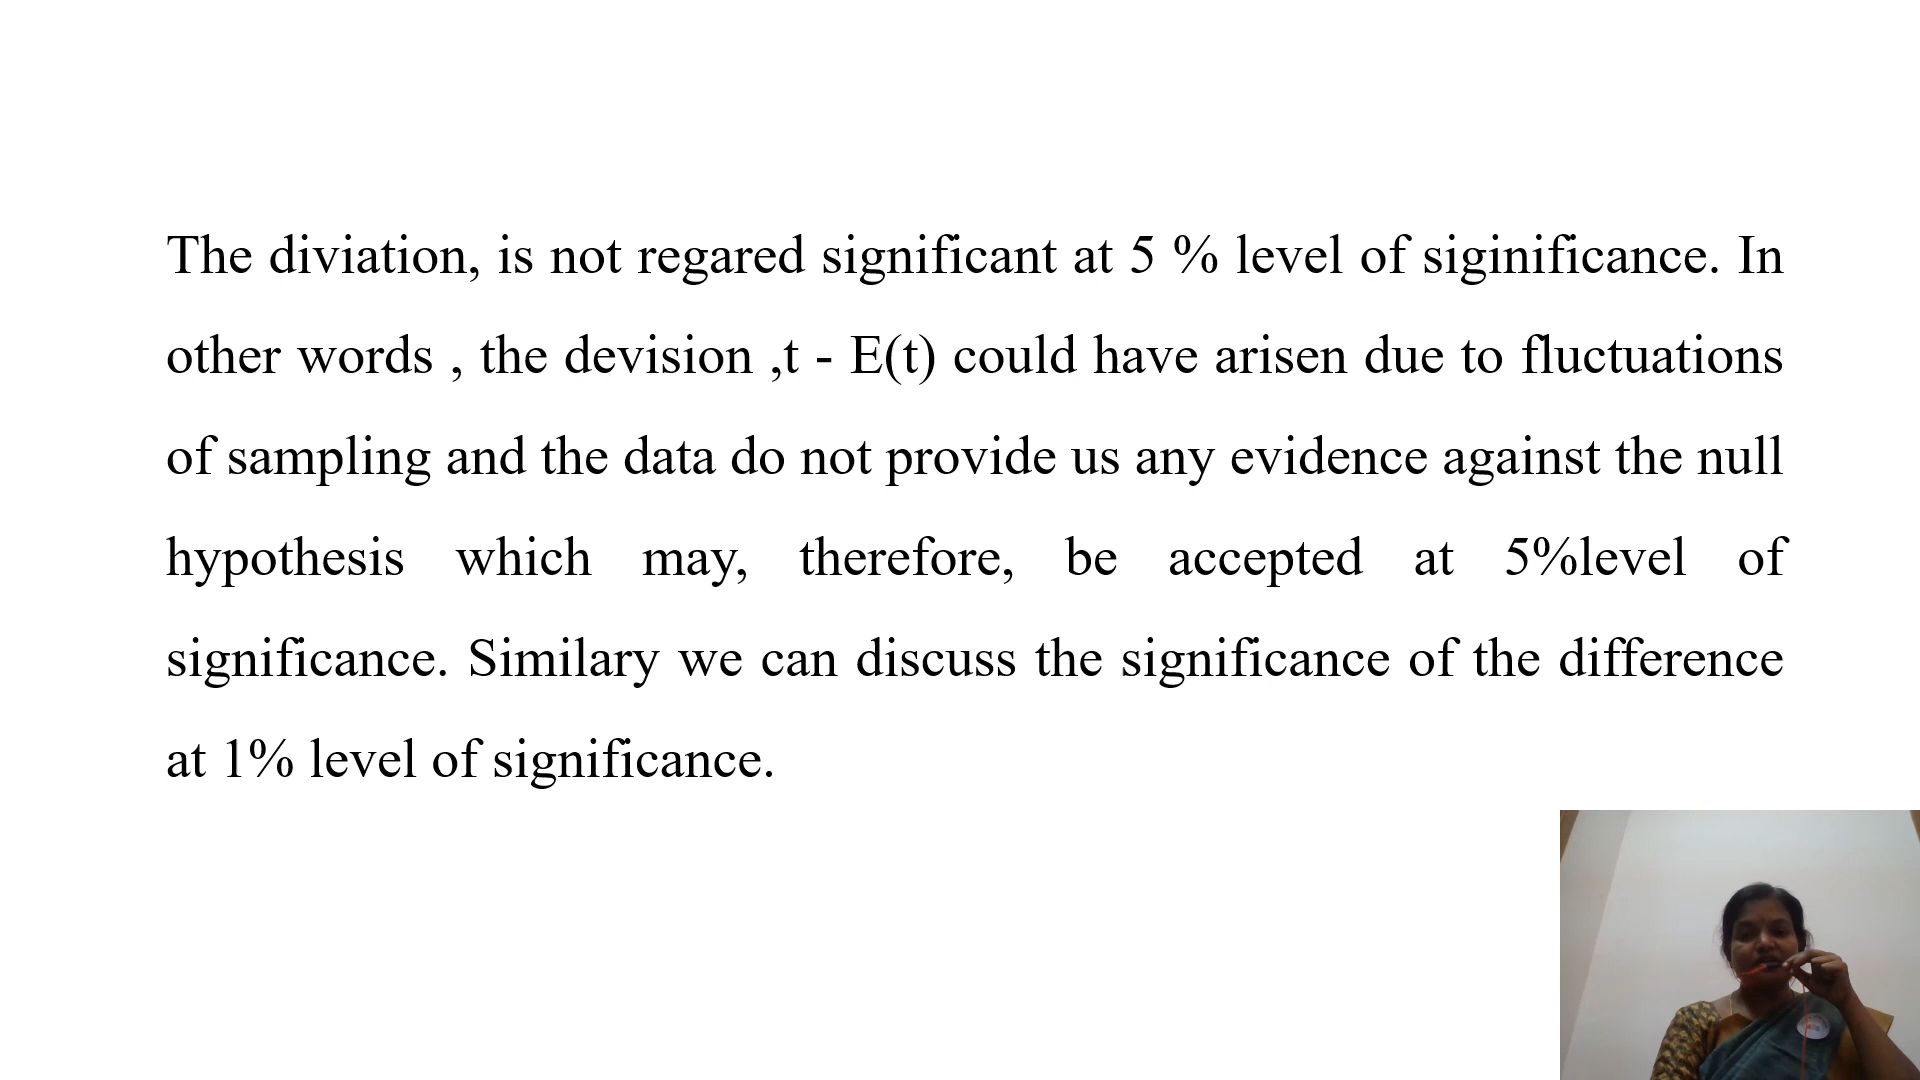 The diviation, is not regared significant at 5 % level of siginificance. In
other words , the devision ,t - E(t) could have arisen due to fluctuations
of sampling and the data do not provide us any evidence against the null
hypothesis which may, therefore, be accepted at 5%level of
significance. Similary we can discuss the significance of the difference
at 1% level of significance.